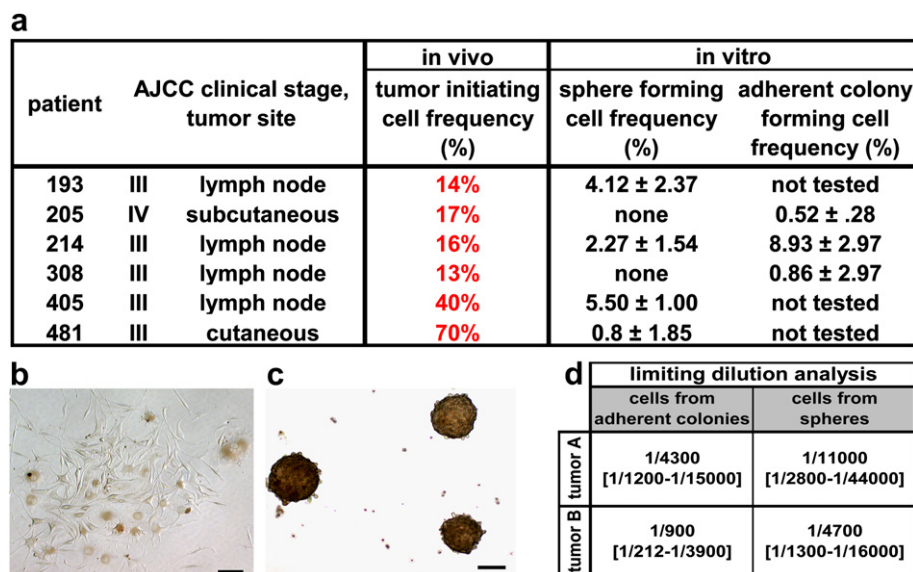 a
in vivo in vitro
patient AJCC clinical stage, tumor initiating sphere forming adherent colony
tumor site cell frequency cell frequency forming cell
(%) (%) frequency (%)
193 III lymph node 14% 4.12 ± 2.37 not tested
205 IV subcutaneous 17% none 0.52 ± .28
214 III lymph node 16% 2.27 ± 1.54 8.93 ± 2.97
308 III lymph node 13% none 0.86 ± 2.97
405 III lymph node 40% 5.50 ± 1.00 not tested
481 III cutaneous 70% 0.8 ± 1.85 not tested
b c d
limiting dilution analysis
cells from cells from
adherent colonies spheres
tumor A 1/4300 1/11000
[1/1200-1/15000] [1/2800-1/44000]
tumor B 1/900 1/4700
[1/212-1/3900] [1/1300-1/16000]